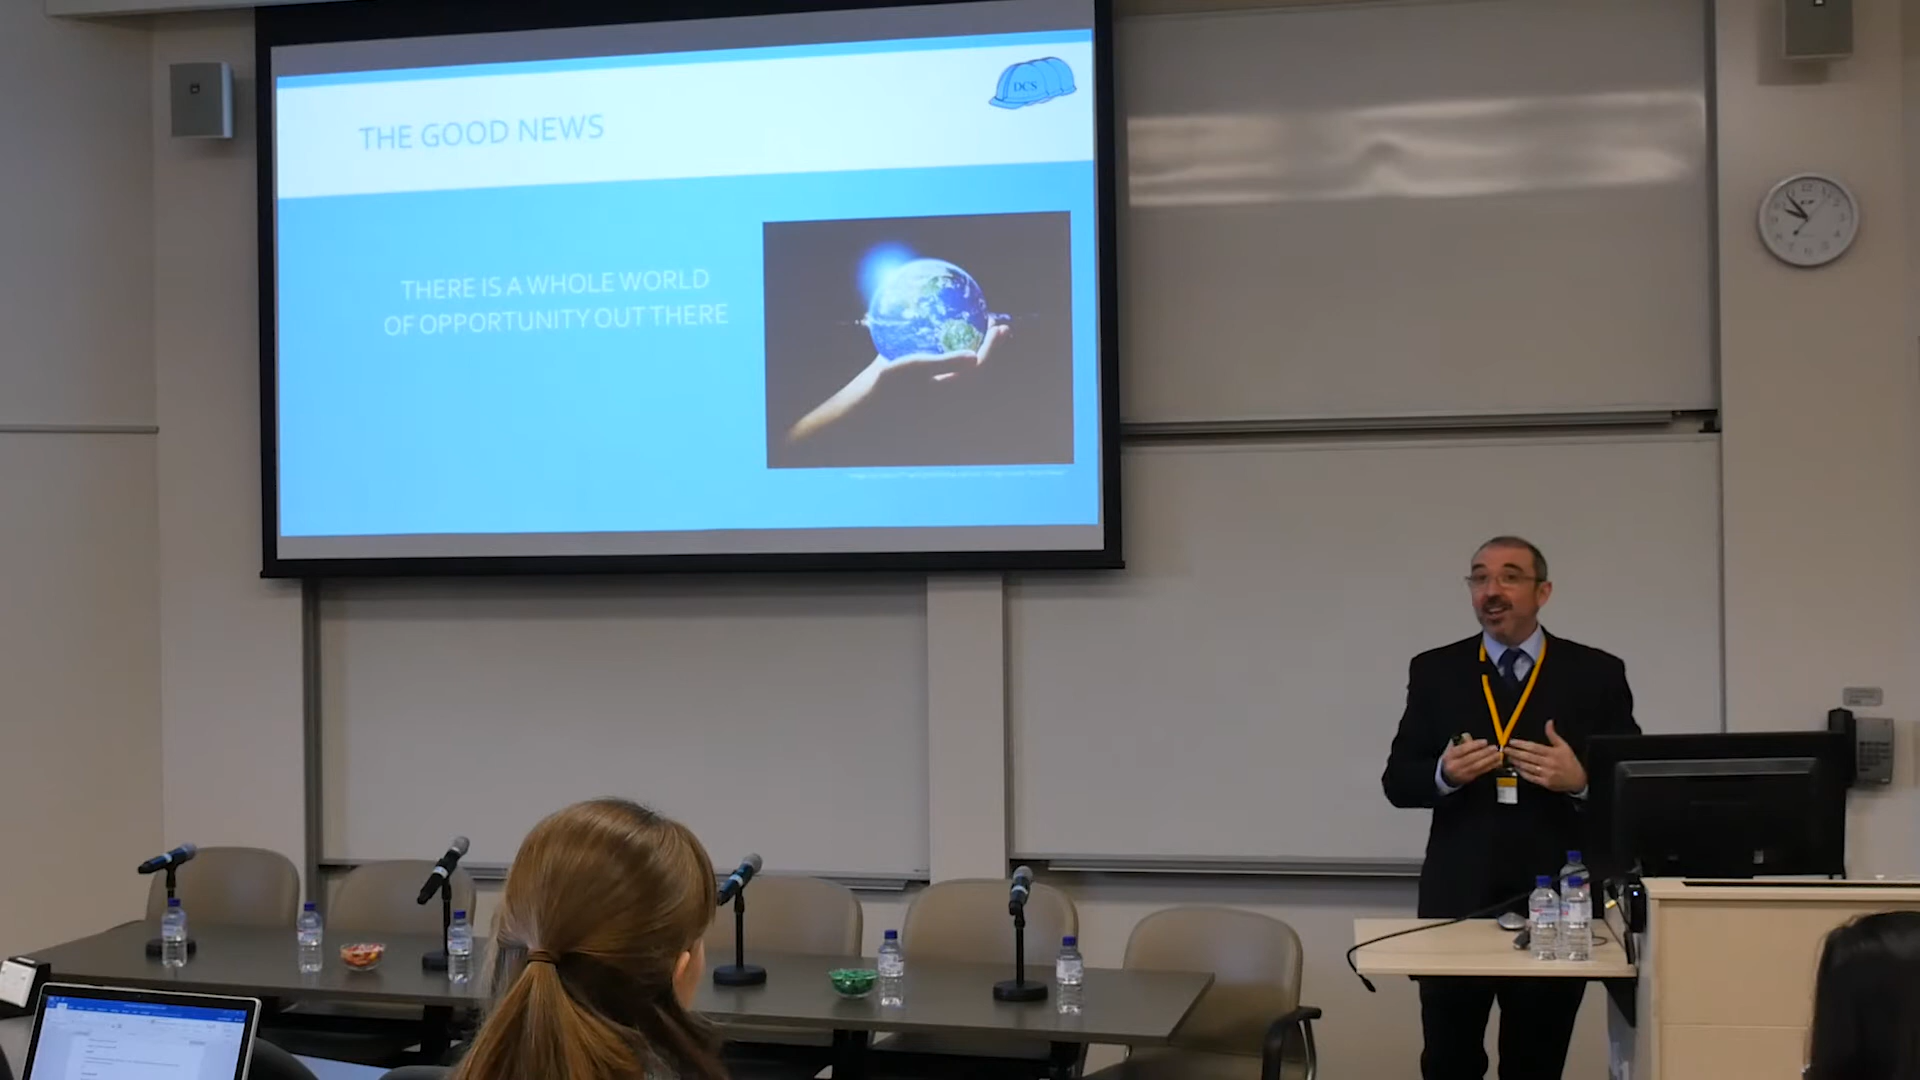 THE GOOD NEWS
DCS
THERE IS A WHOLE WORLD
OF OPPORTUNITY OUT THERE